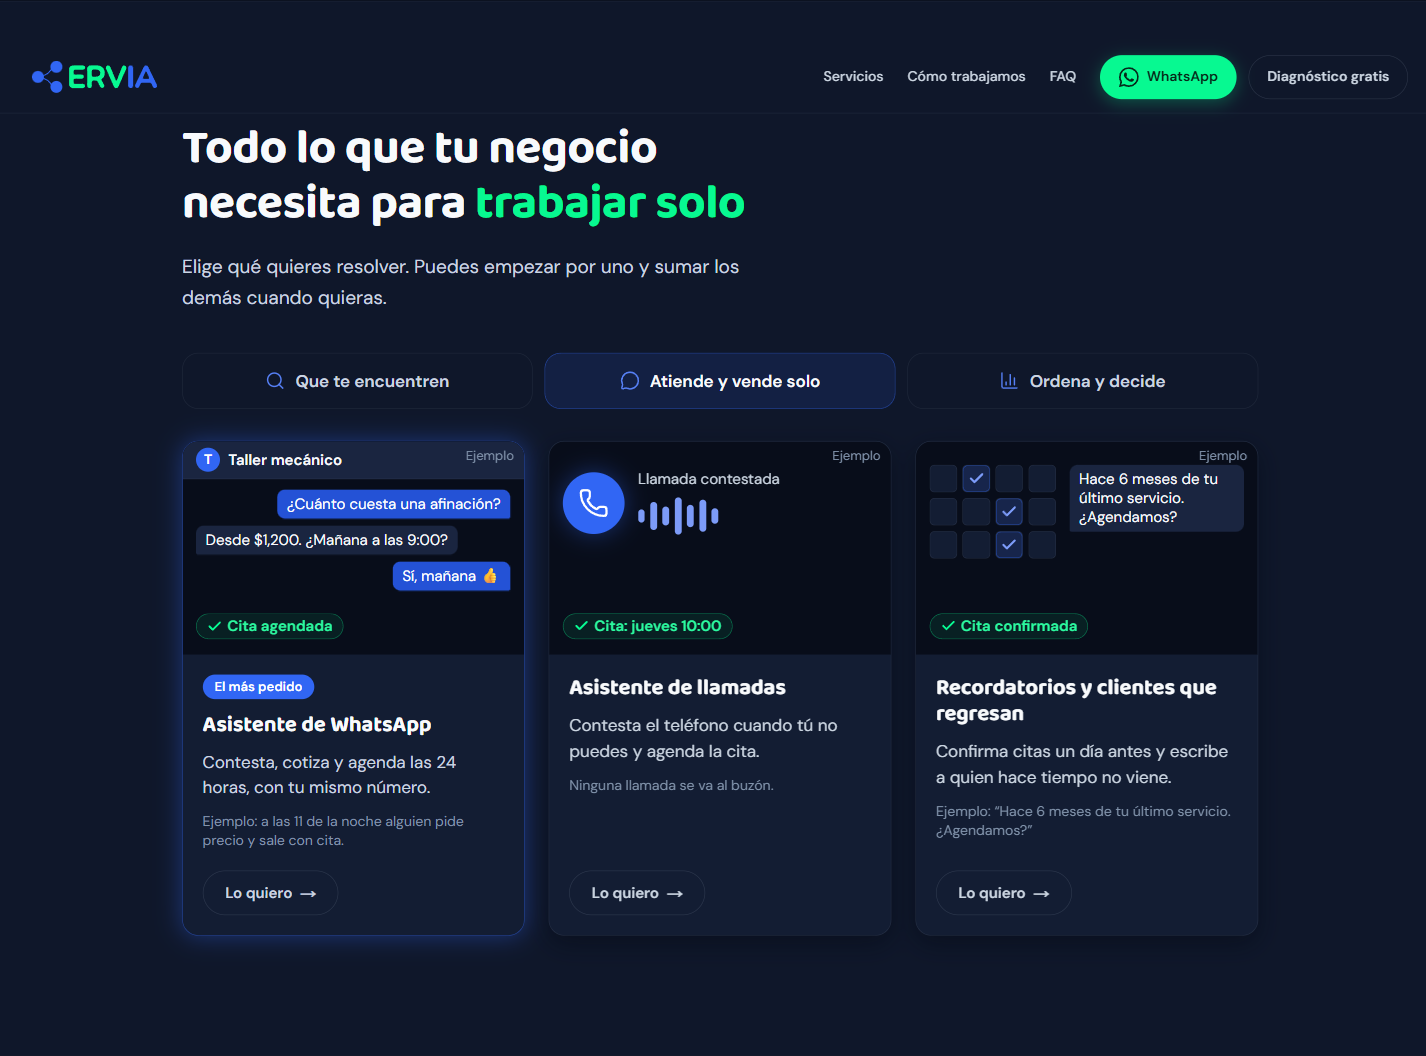 ERVIA
Servicios
Cómo trabajamos
FAQ
WhatsApp
Diagnóstico gratis
Todo lo que tu negocio
necesita para trabajar solo
Elige qué quieres resolver. Puedes empezar por uno y sumar los
demás cuando quieras.
Que te encuentren
Atiende y vende solo
Ordena y decide
T
Taller mecánico
Ejemplo
¿Cuánto cuesta una afinación?
Desde $1,200. ¿Mañana a las 9:00?
Sí, mañana 👍
Cita agendada
El más pedido
Asistente de WhatsApp
Contesta, cotiza y agenda las 24
horas, con tu mismo número.
Ejemplo: a las 11 de la noche alguien pide
precio y sale con cita.
Lo quiero →
Ejemplo
Llamada contestada
Cita: jueves 10:00
Asistente de llamadas
Contesta el teléfono cuando tú no
puedes y agenda la cita.
Ninguna llamada se va al buzón.
Lo quiero →
Ejemplo
Hace 6 meses de tu
último servicio.
¿Agendamos?
Cita confirmada
Recordatorios y clientes que
regresan
Confirma citas un día antes y escribe
a quien hace tiempo no viene.
Ejemplo: “Hace 6 meses de tu último servicio.
¿Agendamos?”
Lo quiero →